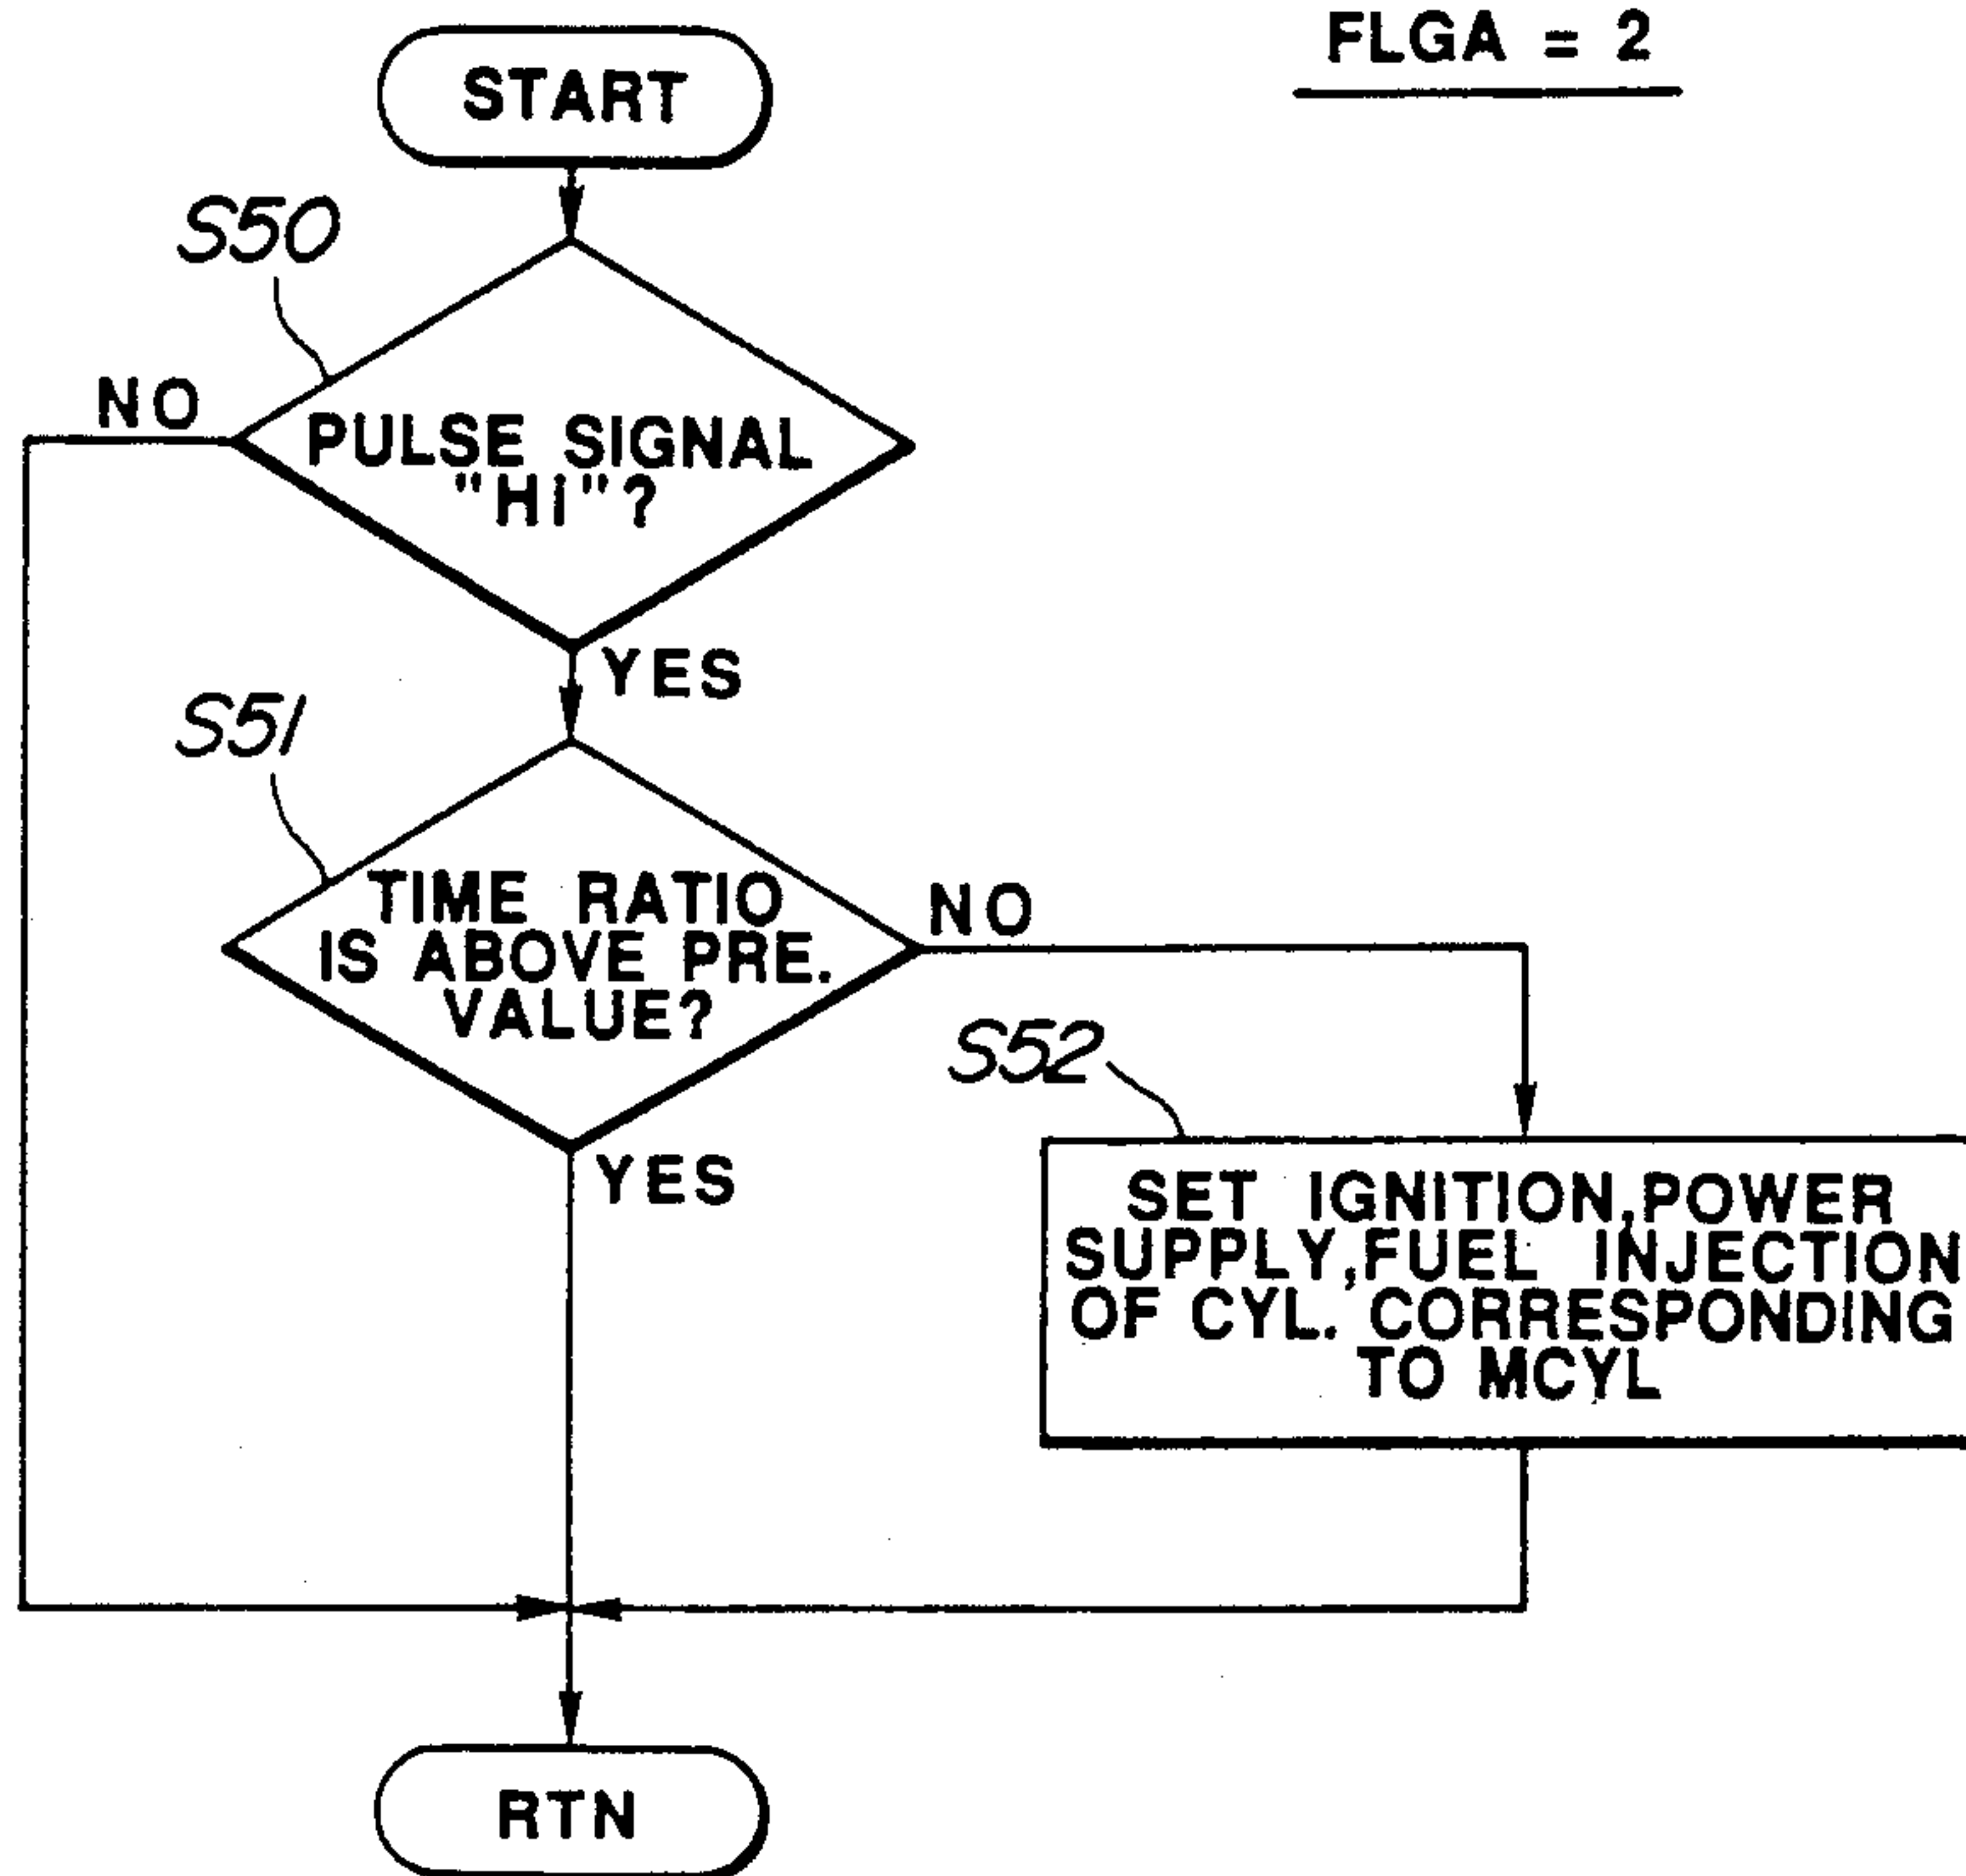 FLGA = 2
START
S50
NO
PULSE SIGNAL
"Hi"?
YES
S51
TIME RATIO
IS ABOVE PRE.
VALUE?
NO
YES
S52
SET IGNITION,POWER
SUPPLY,FUEL INJECTION
OF CYL. CORRESPONDING
TO MCYL
RTN